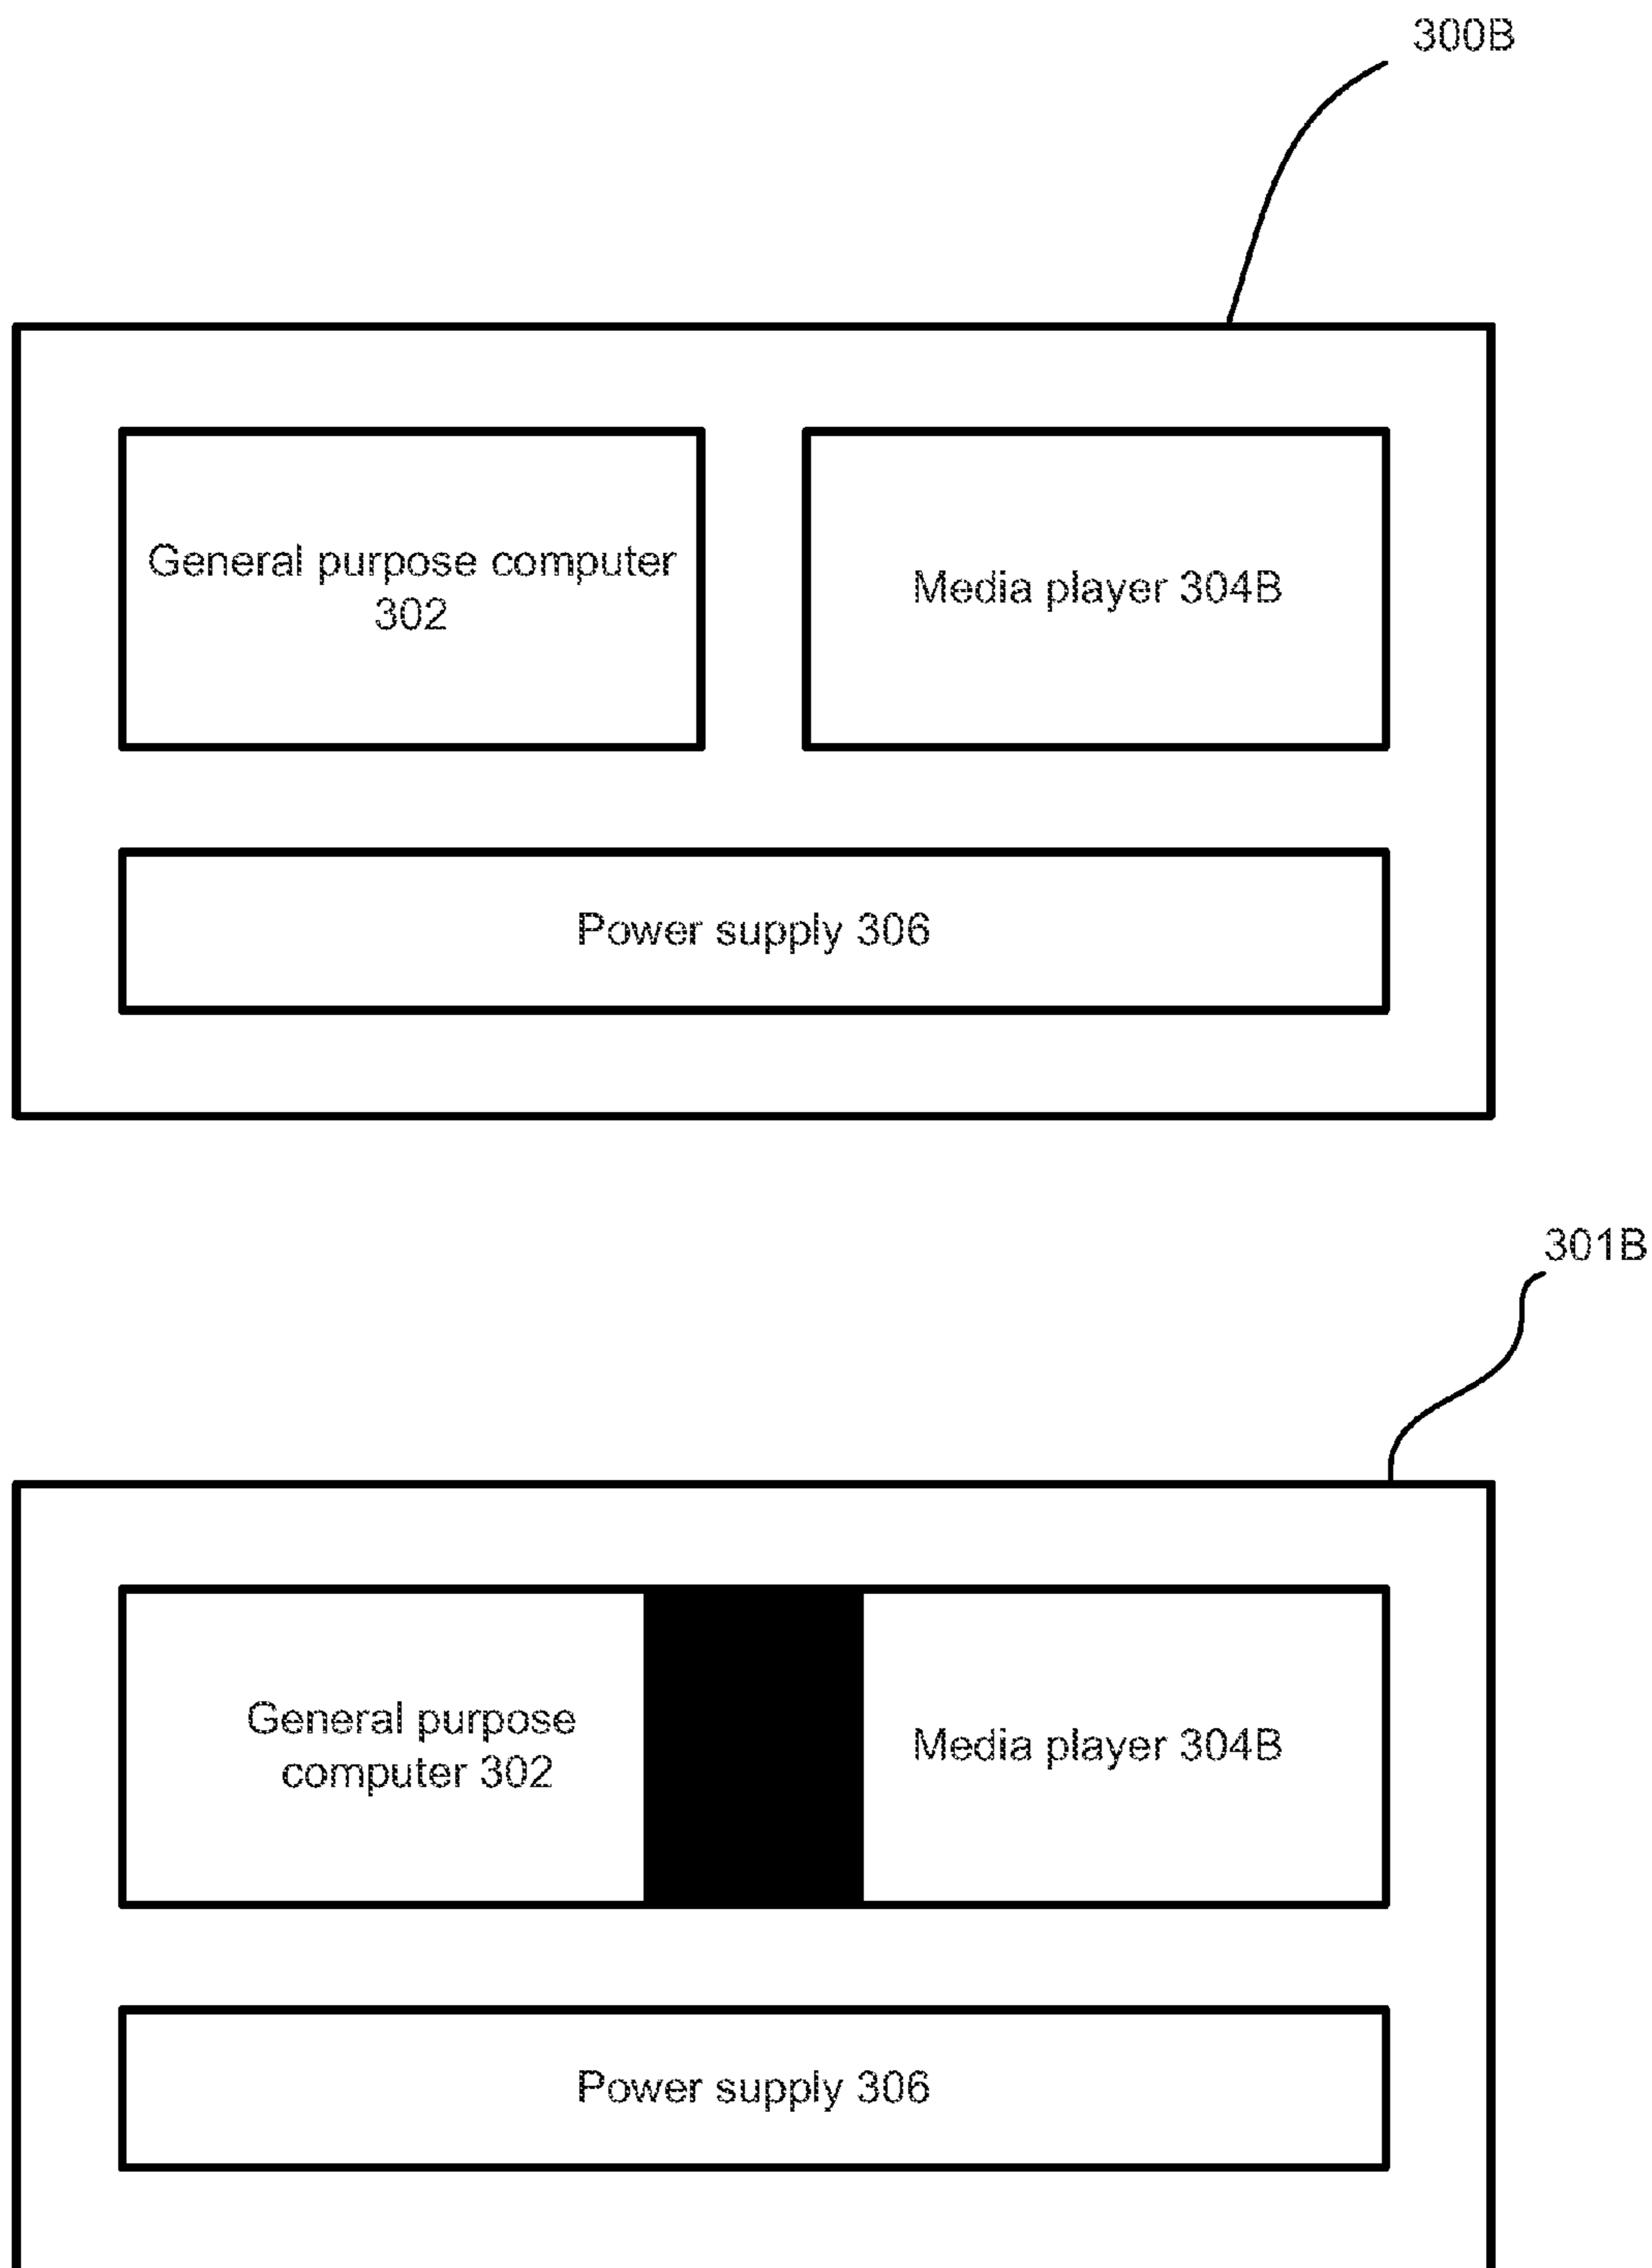 300B
General purpose computer
302
Media player 304B
Power supply 306
301B
General purpose
computer 302
Media player 304B
Power supply 306